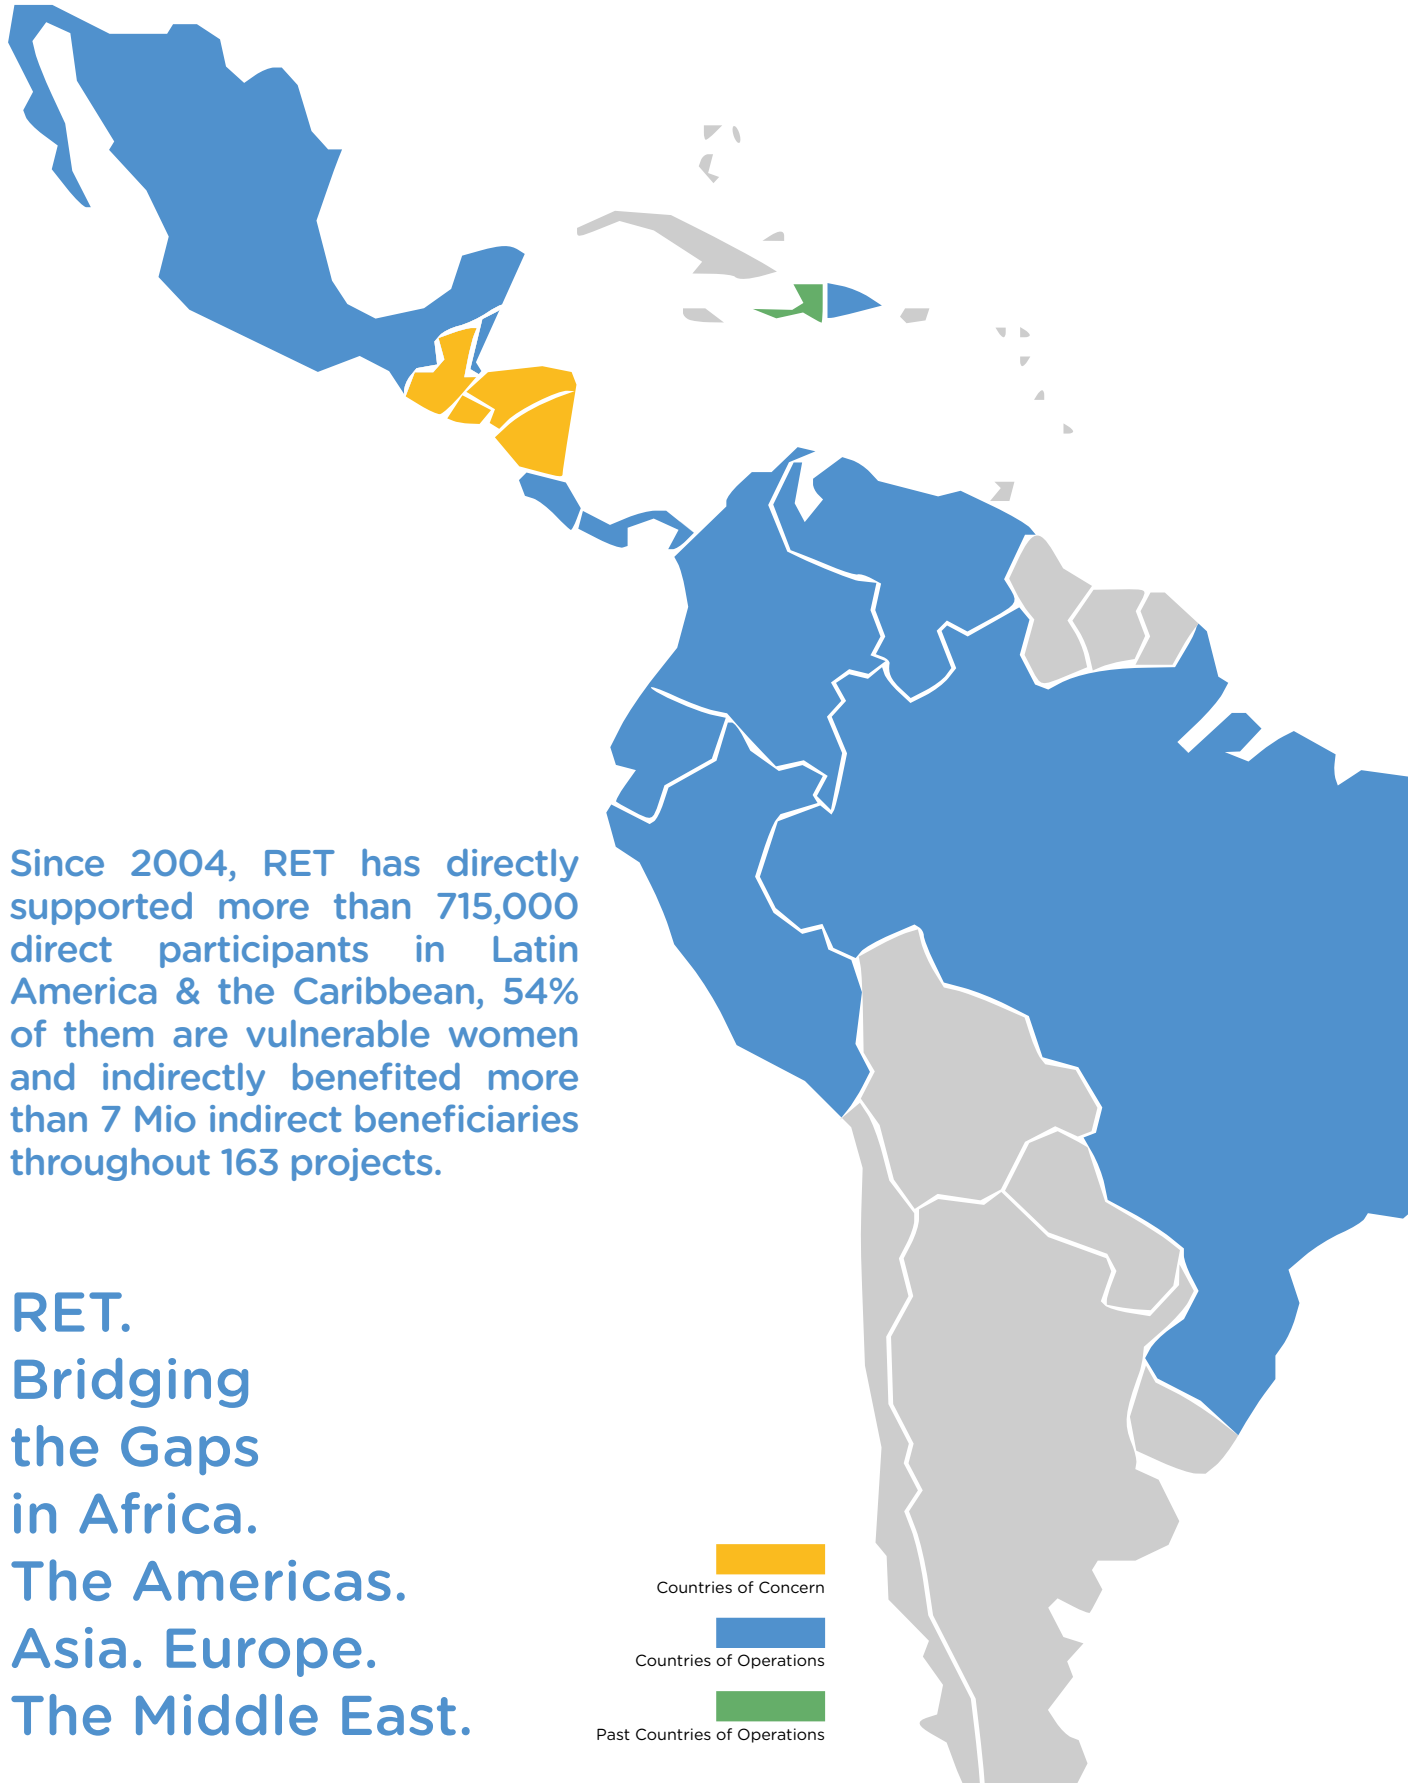 Since 2004, RET has directly
supported more than 715,000
direct participants in Latin
America & the Caribbean, 54%
of them are vulnerable women
and indirectly benefited more
than 7 Mio indirect beneficiaries
throughout 163 projects.
RET.
Bridging
the Gaps
in Africa.
The Americas.
Asia. Europe.
The Middle East.
Countries of Concern
Countries of Operations
Past Countries of Operations